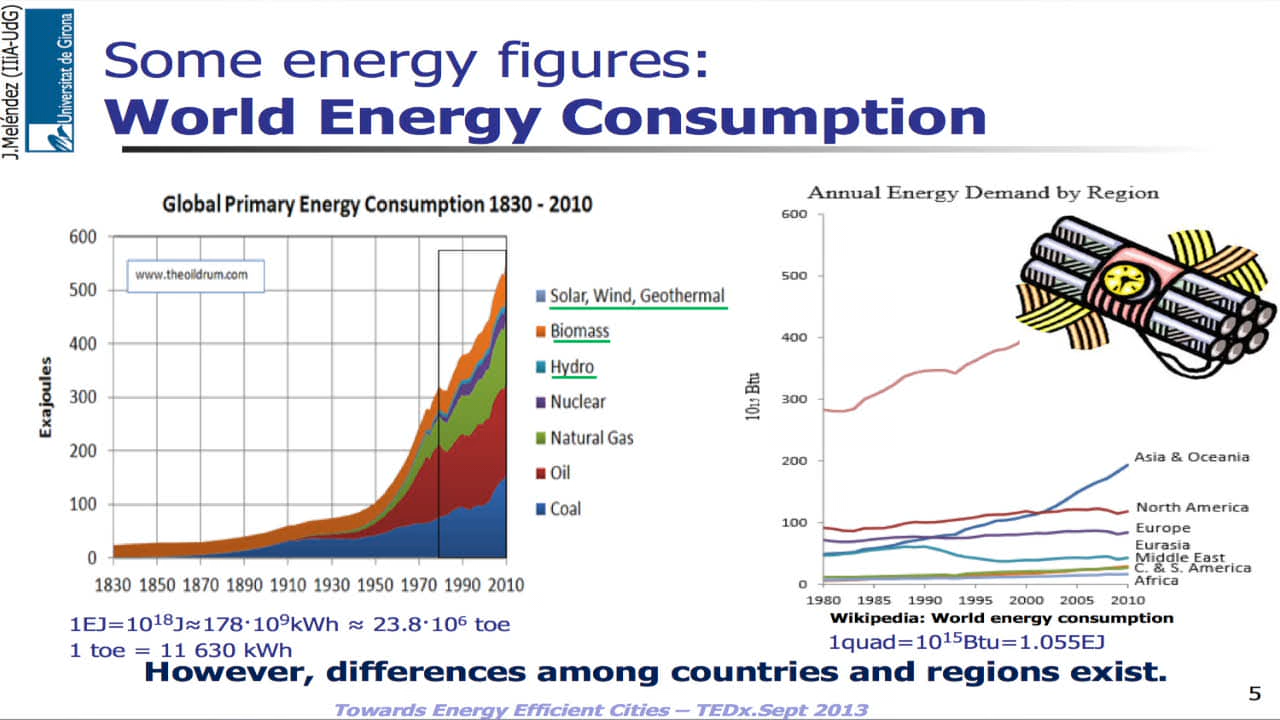 J.Meléndez (IIiA-UdG)
Universitat de Girona
Some energy figures:
World Energy Consumption
Global Primary Energy Consumption 1830 - 2010
Exajoules
600
500
400
300
200
100
0
www.theoildrum.com
1830 1850 1870 1890 1910 1930 1950 1970 1990 2010
Solar, Wind, Geothermal
Biomass
Hydro
Nuclear
Natural Gas
Oil
Coal
1EJ=10¹⁸J≈178·10⁹kWh ≈ 23.8·10⁶ toe
1 toe = 11 630 kWh
Annual Energy Demand by Region
10₁₅ Btu
600
500
400
300
200
100
0
Asia & Oceania
North America
Europe
Eurasia
Middle East
C. & S. America
Africa
1980 1985 1990 1995 2000 2005 2010
Wikipedia: World energy consumption
1quad=10¹⁵Btu=1.055EJ
However, differences among countries and regions exist.
Towards Energy Efficient Cities – TEDx.Sept 2013
5